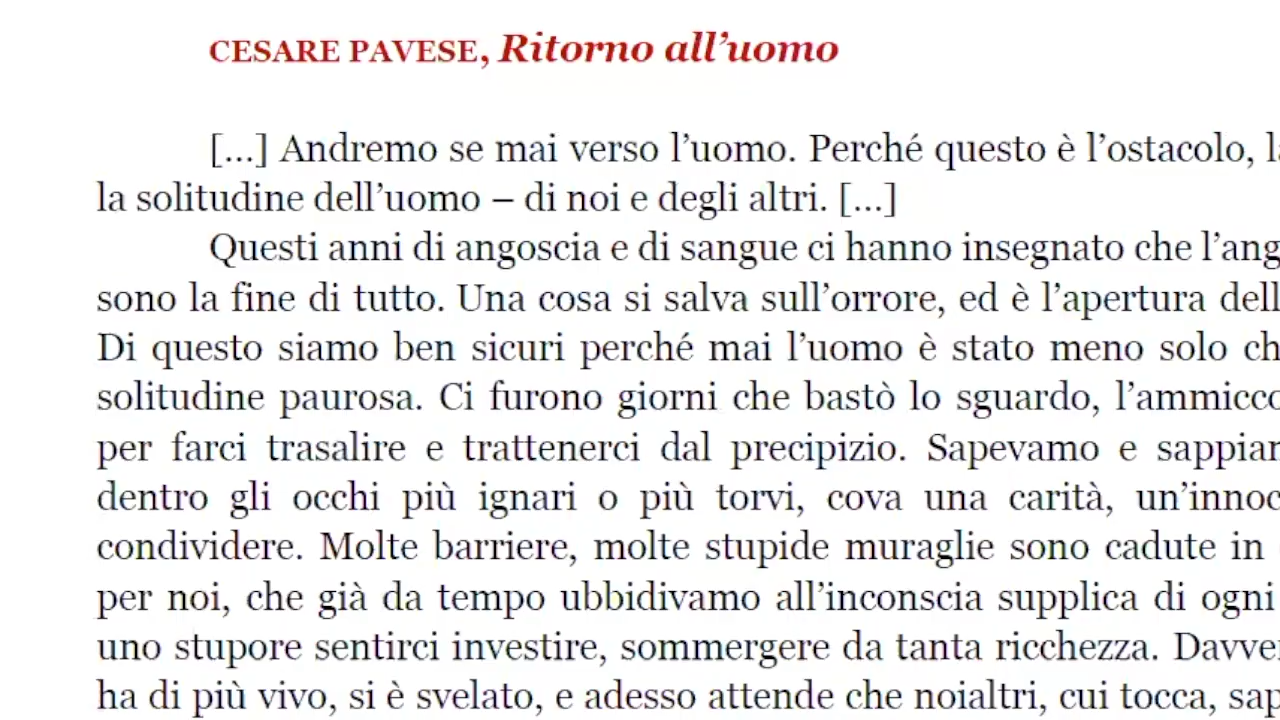 CESARE PAVESE, Ritorno all’uomo
[…] Andremo se mai verso l’uomo. Perché questo è l’ostacolo,
la solitudine dell’uomo – di noi e degli altri. […]
Questi anni di angoscia e di sangue ci hanno insegnato che
sono la fine di tutto. Una cosa si salva sull’orrore, ed è l’apertura
Di questo siamo ben sicuri perché mai l’uomo è stato meno solo
solitudine paurosa. Ci furono giorni che bastò lo sguardo,
per farci trasalire e trattenerci dal precipizio. Sapevamo e
dentro gli occhi più ignari o più torvi, cova una carità,
condividere. Molte barriere, molte stupide muraglie sono cadute in
per noi, che già da tempo ubbidivamo all’inconscia supplica di ogni
uno stupore sentirci investire, sommergere da tanta ricchezza.
ha di più vivo, si è svelato, e adesso attende che noialtri, cui tocca,